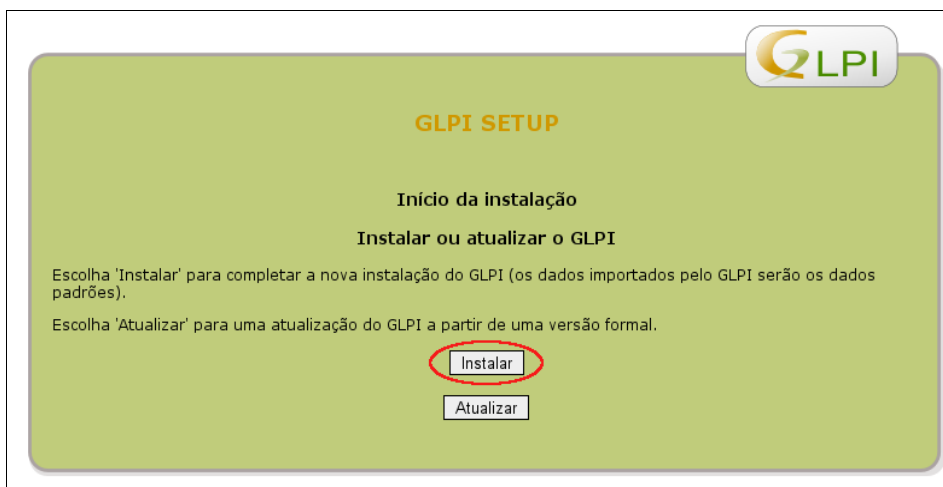 GLPI
GLPI SETUP
Início da instalação
Instalar ou atualizar o GLPI
Escolha 'Instalar' para completar a nova instalação do GLPI (os dados importados pelo GLPI serão os dados
padrões).
Escolha 'Atualizar' para uma atualização do GLPI a partir de uma versão formal.
Instalar
Atualizar